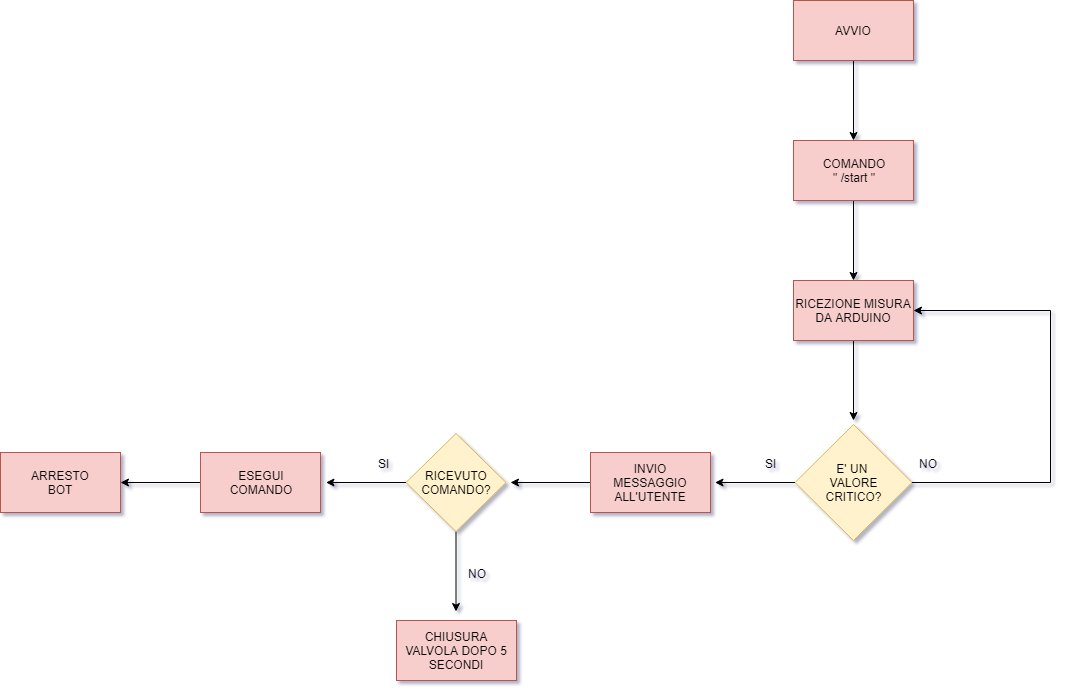 AVVIO
COMANDO
" /start "
RICEZIONE MISURA
DA ARDUINO
E' UN
VALORE
CRITICO?
NO
SI
INVIO
MESSAGGIO
ALL'UTENTE
RICEVUTO
COMANDO?
SI
ESEGUI
COMANDO
ARRESTO
BOT
NO
CHIUSURA
VALVOLA DOPO 5
SECONDI